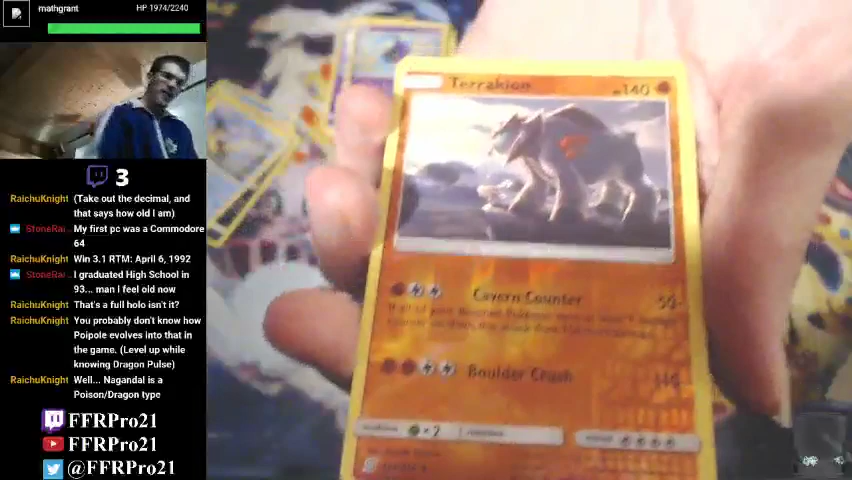 mathgrant
HP 1974/2240
3
RaichuKnight (Take out the decimal, and
that says how old I am)
StoneRai… My first pc was a Commodore
64
RaichuKnight Win 3.1 RTM: April 6, 1992
StoneRai… I graduated High School in
93... man i feel old now
RaichuKnight That's a full holo isn't it?
RaichuKnight You probably don't know how
Poipole evolves into that in
the game. (Level up while
knowing Dragon Pulse)
RaichuKnight Well... Nagandal is a
Poison/Dragon type
FFRPro21
FFRPro21
@FFRPro21
Terrakion
140
Cavern Counter 50
Boulder Crush 110
×2